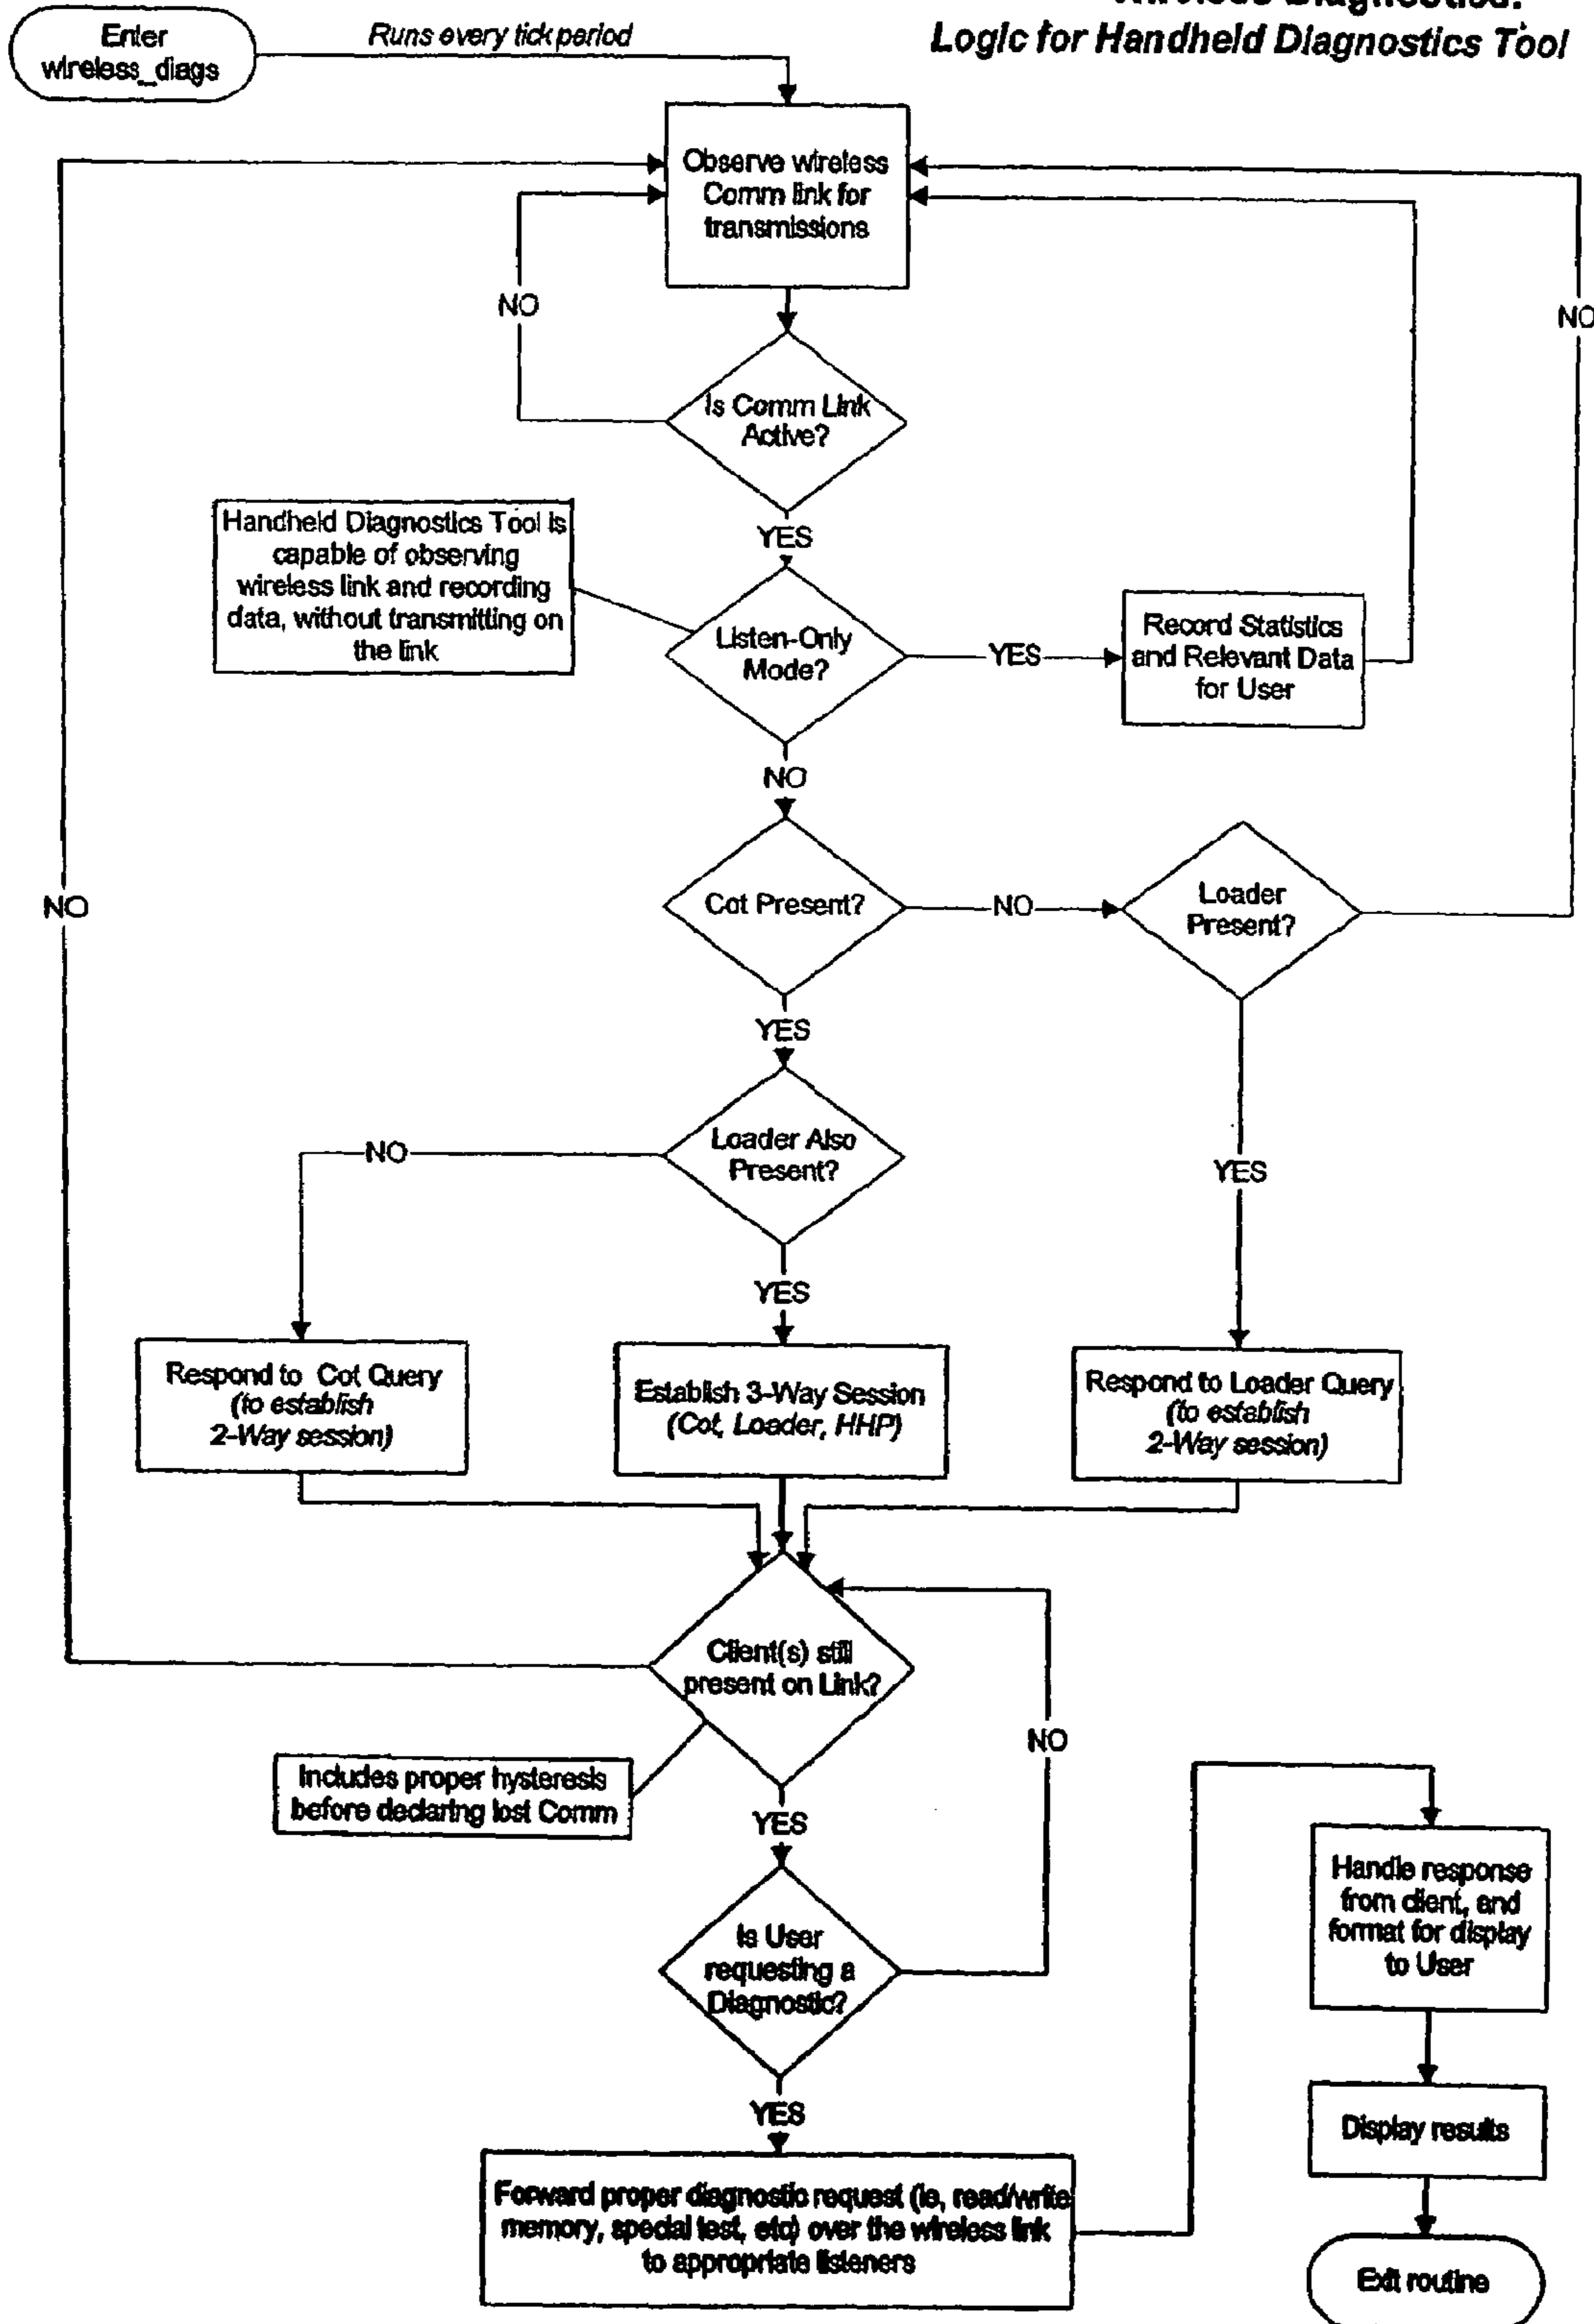 Wireless Diagnostics:
Logic for Handheld Diagnostics Tool
Enter
wireless_diags
Runs every tick period
Observe wireless
Comm link for
transmissions
NO
NO
Is Comm Link
Active?
YES
Handheld Diagnostics Tool is
capable of observing
wireless link and recording
data, without transmitting on
the link
Listen-Only
Mode?
YES
Record Statistics
and Relevant Data
for User
NO
Cot Present?
NO
Loader
Present?
NO
YES
Loader Also
Present?
NO
YES
YES
Respond to Cot Query
(to establish
2-Way session)
Establish 3-Way Session
(Cot, Loader, HHP)
Respond to Loader Query
(to establish
2-Way session)
Client(s) still
present on Link?
NO
Includes proper hysteresis
before declaring lost Comm
YES
Is User
requesting a
Diagnostic?
YES
Forward proper diagnostic request (ie, read/write
memory, special test, etc) over the wireless link
to appropriate listeners
Handle response
from client, and
format for display
to User
Display results
Exit routine